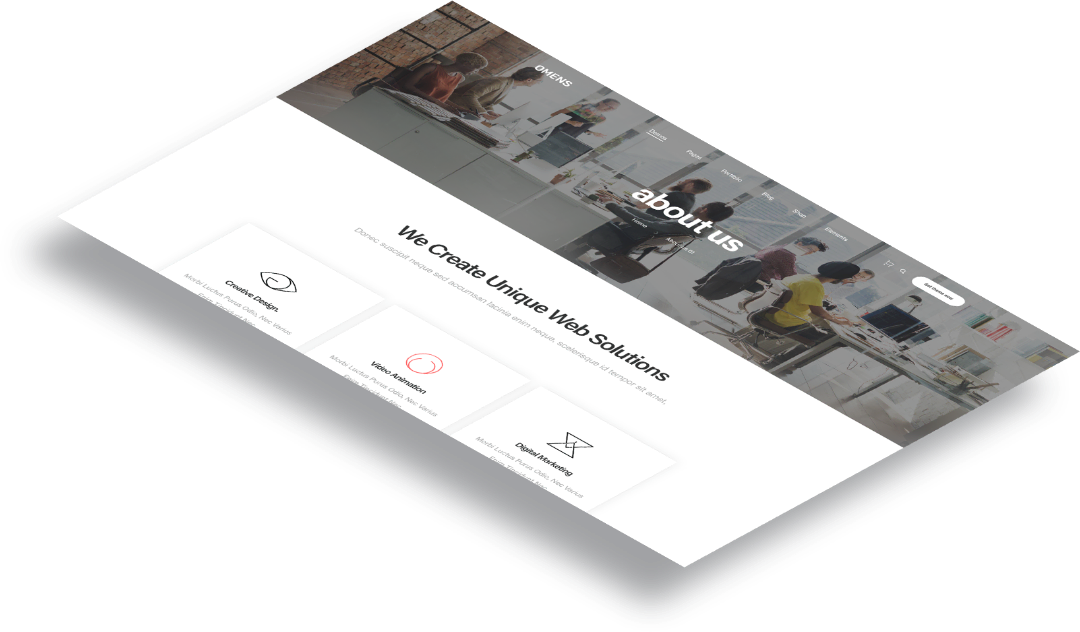 OMENS
Demos
Pages
Portfolio
Blog
Shop
Elements
Get theme now
about us
Home
About us
We Create Unique Web Solutions
Donec suscipit neque sed accumsan lacinia enim neque, scelerisque id tempor sit amet.
Creative Design.
Morbi Luctus Purus Odio, Nec Varius
Video Animation
Morbi Luctus Purus Odio, Nec Varius
Digital Marketing
Morbi Luctus Purus Odio, Nec Varius